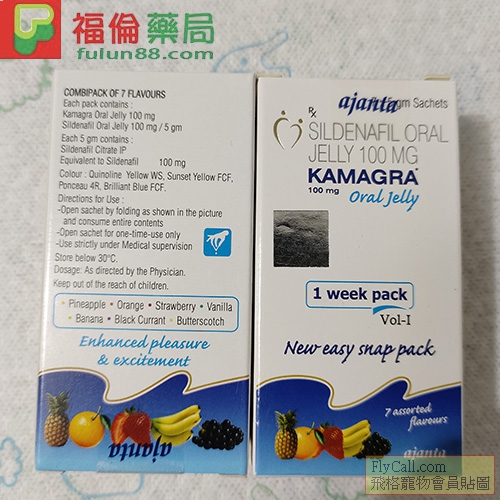 福倫藥局
fulun88.com
COMBIPACK OF 7 FLAVOURS
Each pack contains :
Kamagra Oral Jelly 100 mg
Sildenafil Oral Jelly 100 mg / 5 gm
Each 5 gm contains :
Sildenafil Citrate IP
Equivalent to Sildenafil 100 mg
Colour : Quinoline Yellow WS, Sunset Yellow FCF,
Ponceau 4R, Brilliant Blue FCF.
Directions for Use :
-Open sachet by folding as shown in the picture
and consume entire contents
-Open sachet for one-time-use only
-Use strictly under Medical supervision
Store below 30°C.
Dosage: As directed by the Physician.
Keep out of the reach of children.
• Pineapple • Orange • Strawberry • Vanilla
• Banana • Black Currant • Butterscotch
Enhanced pleasure
& excitement
ajanta
ajanta
5 gm Sachets
Rx
SILDENAFIL ORAL
JELLY 100 MG
KAMAGRA
100 mg
Oral Jelly
1 week pack
Vol-I
New easy snap pack
7 assorted
flavours
ajanta
FlyCall.com
飛格寵物會員貼圖